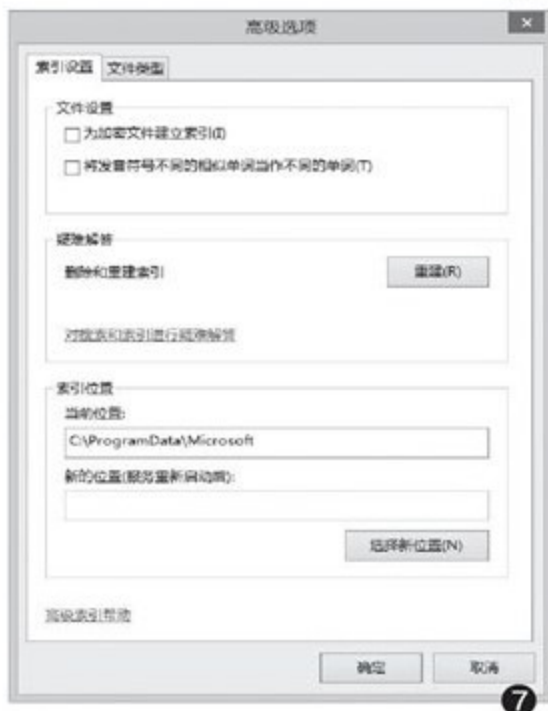 高级选项
索引设置 文件类型
文件设置
为加密文件建立索引(I)
将发音符号不同的相似单词当作不同的单词(T)
疑难解答
删除和重建索引
重建(R)
对搜索和索引进行疑难解答
索引位置
当前位置:
C:\ProgramData\Microsoft
新的位置(服务重新启动后):
选择新位置(N)
高级索引帮助
确定 取消
7